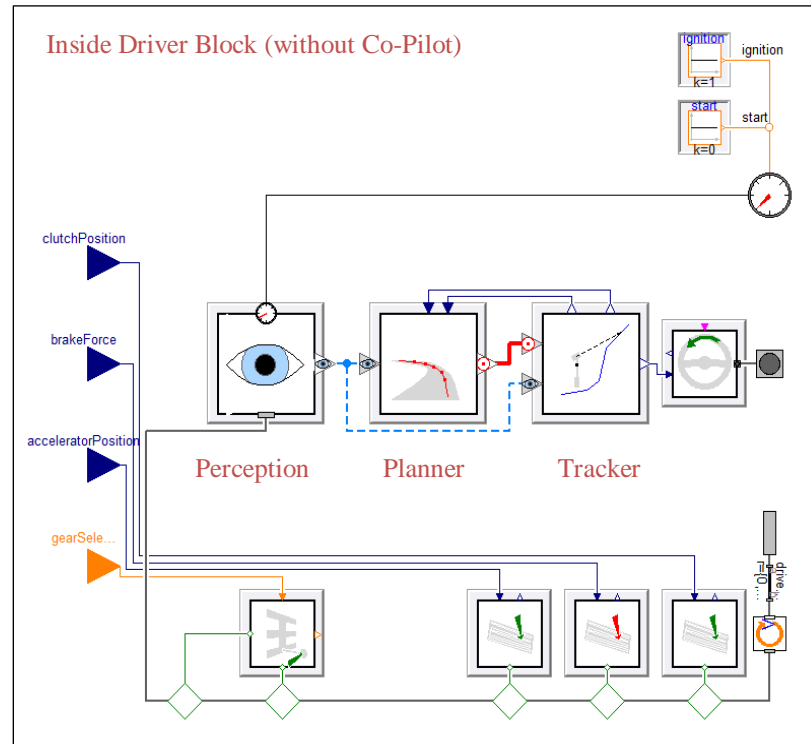 Inside Driver Block (without Co-Pilot)
ignition
ignition
k=1
start
start
k=0
clutchPosition
brakeForce
acceleratorPosition
Perception
Planner
Tracker
gearSele...